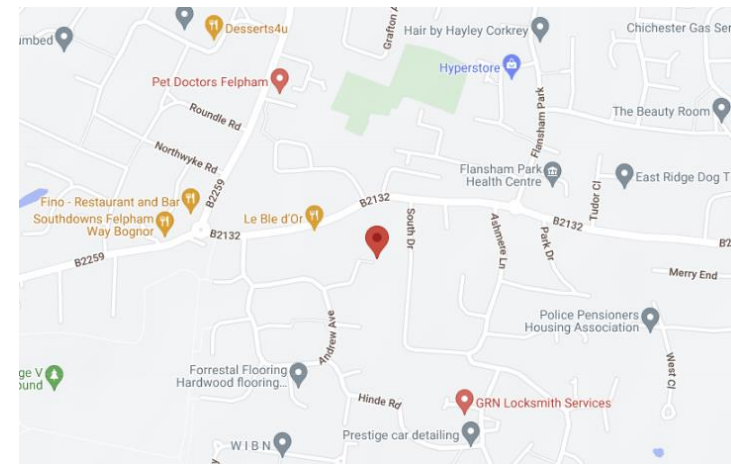 Desserts4u
Grafton A
Hair by Hayley Corkrey
Chichester Gas Ser
umbed
Hyperstore
Pet Doctors Felpham
Roundle Rd
Flansham Park
The Beauty Room
Northwyke Rd
B2259
Flansham Park
Health Centre
East Ridge Dog T
Fino - Restaurant and Bar
Southdowns Felpham
Way Bognor
Le Ble d'Or
B2132
South Dr
Ashmere Ln
Tudor Cl
B2132
B2132
B2
B2259
Park Dr
Merry End
Police Pensioners
Housing Association
Andrew Ave
West Cl
ge V
ound
Forrestal Flooring
Hardwood flooring...
Hinde Rd
GRN Locksmith Services
Prestige car detailing
WIBN